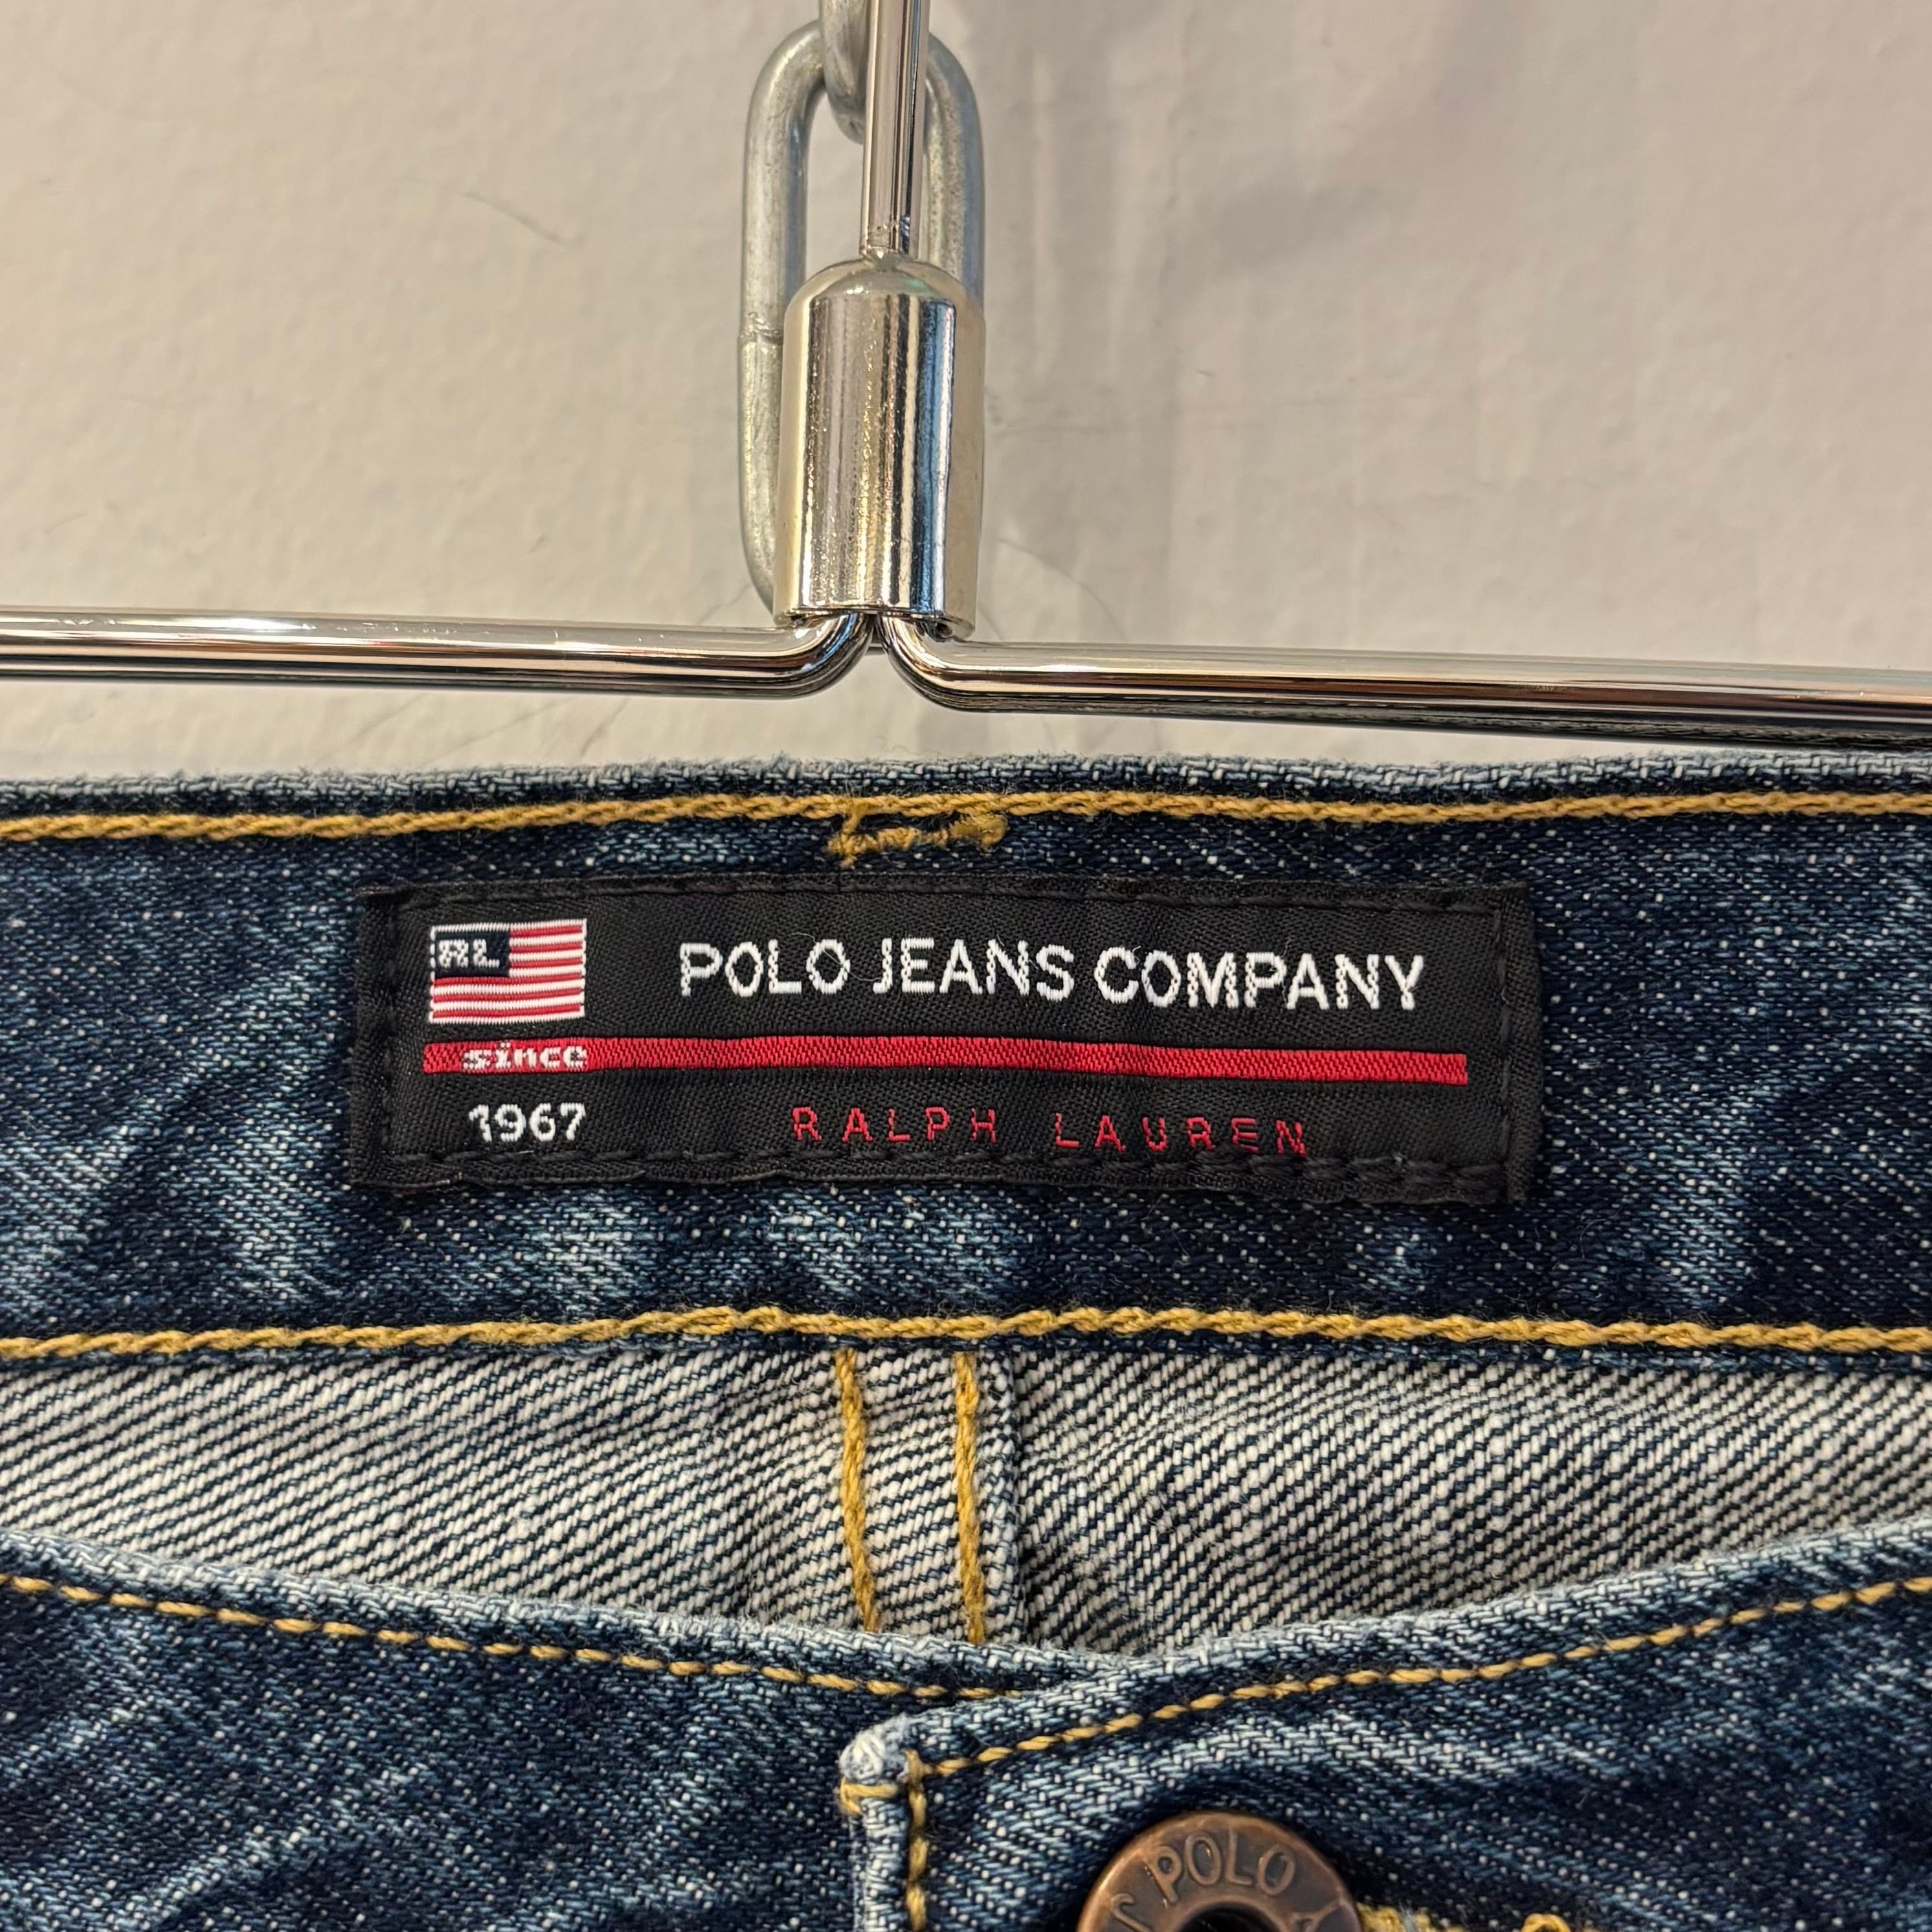 RL
POLO JEANS COMPANY
since
1967
RALPH LAUREN
POLO